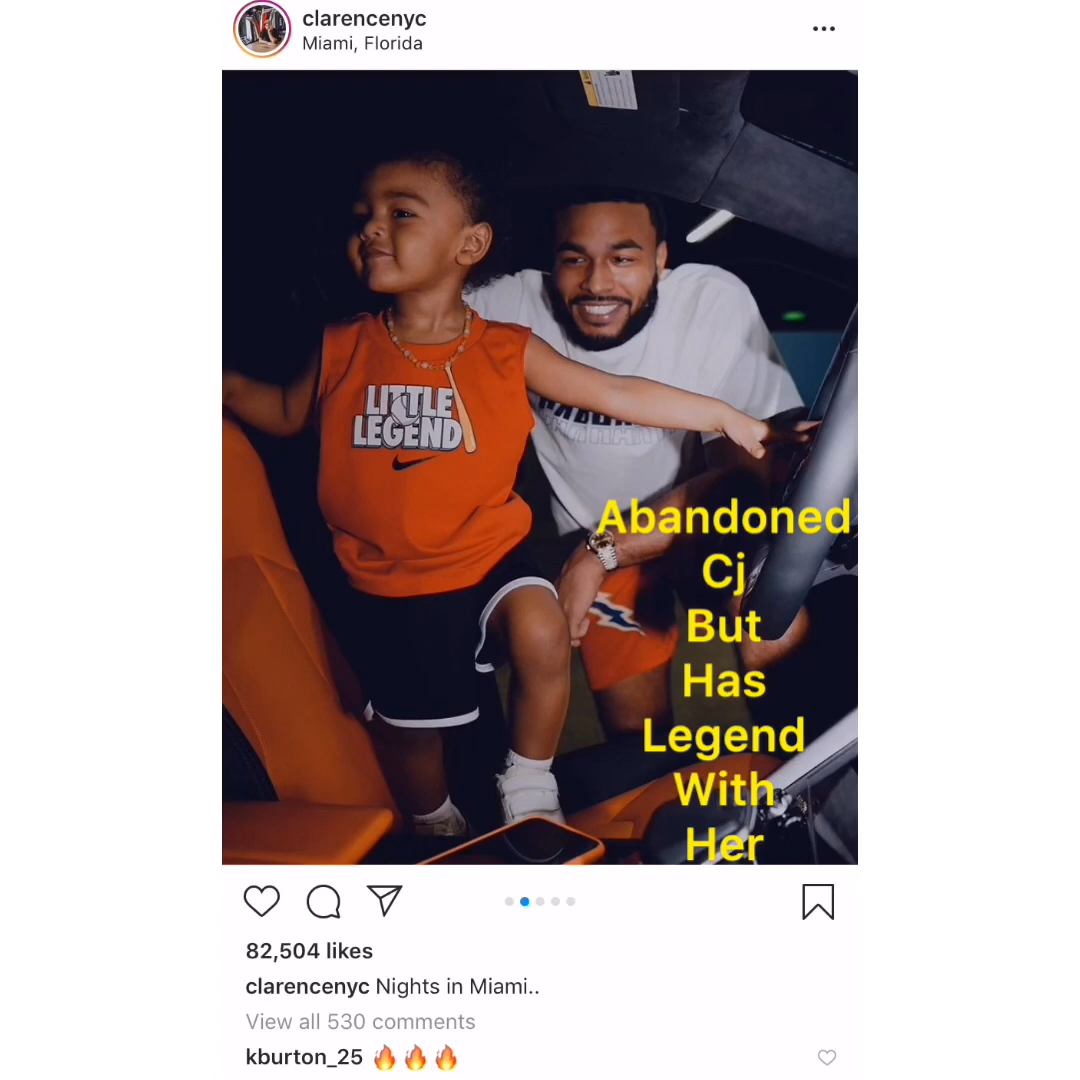 clarencenyc
Miami, Florida
LITTLE
LEGEND
Abandoned
Cj
But
Has
Legend
With
Her
82,504 likes
clarencenyc Nights in Miami..
View all 530 comments
kburton_25 🔥🔥🔥